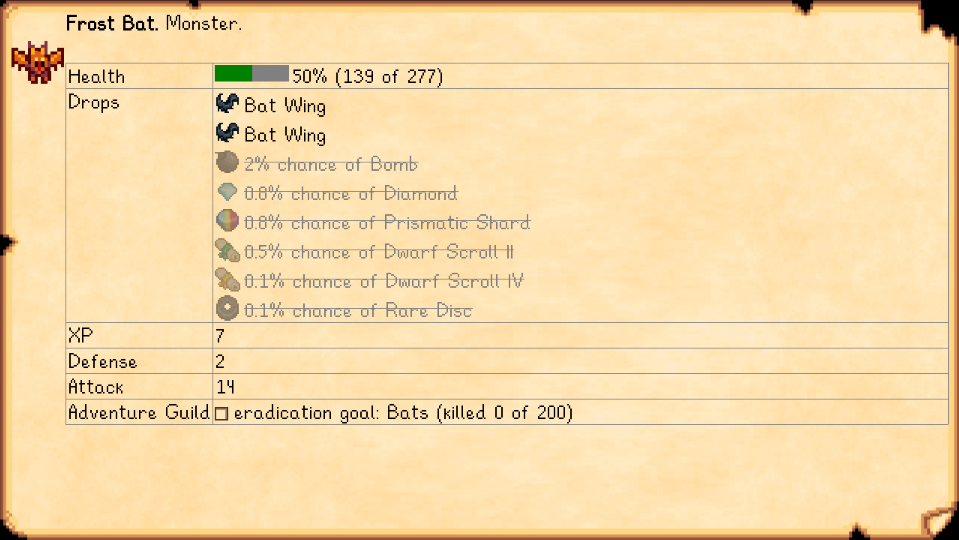 Frost Bat. Monster.
Health 50% (139 of 277)
Drops Bat Wing
Bat Wing
2% chance of Bomb
0.8% chance of Diamond
0.8% chance of Prismatic Shard
0.5% chance of Dwarf Scroll II
0.1% chance of Dwarf Scroll IV
0.1% chance of Rare Disc
XP 7
Defense 2
Attack 14
Adventure Guild eradication goal: Bats (killed 0 of 200)